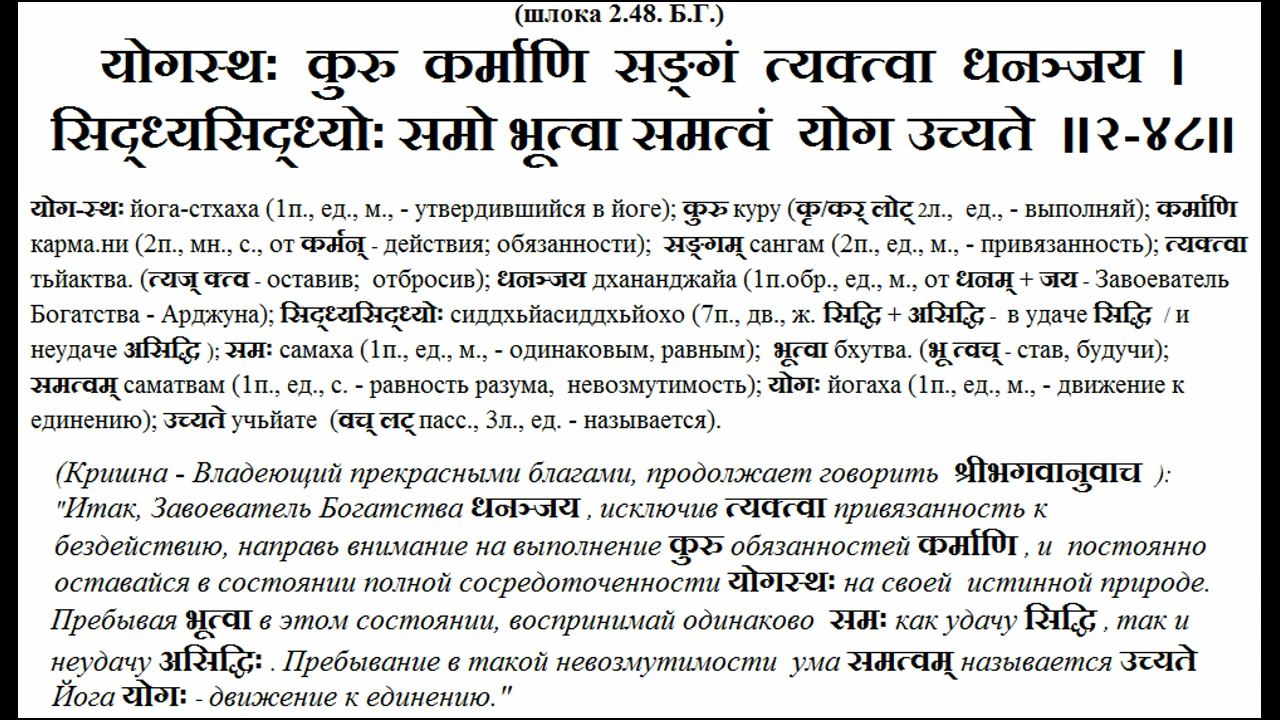 (шлока 2.48. Б.Г.)
योगस्थः कुरु कर्माणि सङ्गं त्यक्त्वा धनञ्जय ।
सिद्ध्यसिद्ध्योः समो भूत्वा समत्वं योग उच्यते ॥२-४८॥
योग-स्थः йога-стхаха (1п., ед., м., - утвердившийся в йоге); कुरु куру (कृ/कर् लोट् 2л., ед., - выполняй); कर्माणि
карма.ни (2п., мн., с., от कर्मन् - действия; обязанности); सङ्गम् сангам (2п., ед., м., - привязанность); त्यक्त्वा
тьйактва. (त्यज् क्त्व - оставив; отбросив); धनञ्जय дхананджайа (1п.обр., ед., м., от धनम् + जय - Завоеватель
Богатства - Арджуна); सिद्ध्यसिद्ध्योः сиддхьйасиддхьйохо (7п., дв., ж. सिद्धि + असिद्धि - в удаче सिद्धि / и
неудаче असिद्धि ); समः самаха (1п., ед., м., - одинаковым, равным); भूत्वा бхутва. (भू त्वच् - став, будучи);
समत्वम् саматвам (1п., ед., с. - равность разума, невозмутимость); योगः йогаха (1п., ед., м., - движение к
единению); उच्यते учьйате (वच् लट् пасс., 3л., ед. - называется).
(Кришна - Владеющий прекрасными благами, продолжает говорить श्रीभगवानुवाच ):
"Итак, Завоеватель Богатства धनञ्जय , исключив त्यक्त्वा привязанность к
бездействию, направь внимание на выполнение कुरु обязанностей कर्माणि , и постоянно
оставайся в состоянии полной сосредоточенности योगस्थः на своей истинной природе.
Пребывая भूत्वा в этом состоянии, воспринимай одинаково समः как удачу सिद्धि , так и
неудачу असिद्धिः . Пребывание в такой невозмутимости ума समत्वम् называется उच्यते
Йога योगः - движение к единению."